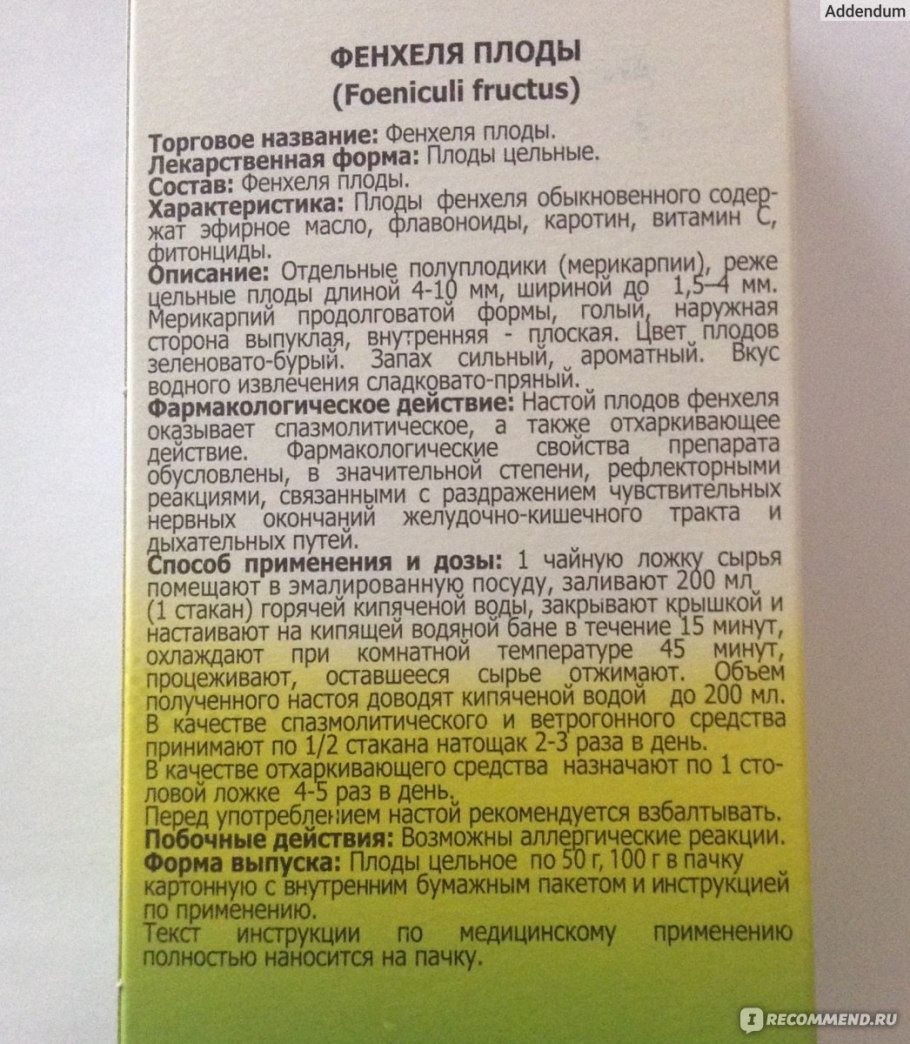 Addendum
ФЕНХЕЛЯ ПЛОДЫ
(Foeniculi fructus)
Торговое название: Фенхеля плоды.
Лекарственная форма: Плоды цельные.
Состав: Фенхеля плоды.
Характеристика: Плоды фенхеля обыкновенного содер-
жат эфирное масло, флавоноиды, каротин, витамин С,
фитонциды.
Описание: Отдельные полуплодики (мерикарпии), реже
цельные плоды длиной 4-10 мм, шириной до 1,5–4 мм.
Мерикарпий продолговатой формы, голый, наружная
сторона выпуклая, внутренняя - плоская. Цвет плодов
зеленовато-бурый. Запах сильный, ароматный. Вкус
водного извлечения сладковато-пряный.
Фармакологическое действие: Настой плодов фенхеля
оказывает спазмолитическое, а также отхаркивающее
действие. Фармакологические свойства препарата
обусловлены, в значительной степени, рефлекторными
реакциями, связанными с раздражением чувствительных
нервных окончаний желудочно-кишечного тракта и
дыхательных путей.
Способ применения и дозы: 1 чайную ложку сырья
помещают в эмалированную посуду, заливают 200 мл
(1 стакан) горячей кипяченой воды, закрывают крышкой и
настаивают на кипящей водяной бане в течение 15 минут,
охлаждают при комнатной температуре 45 минут,
процеживают, оставшееся сырье отжимают. Объем
полученного настоя доводят кипяченой водой до 200 мл.
В качестве спазмолитического и ветрогонного средства
принимают по 1/2 стакана натощак 2-3 раза в день.
В качестве отхаркивающего средства назначают по 1 сто-
ловой ложке 4-5 раз в день.
Перед употреблением настой рекомендуется взбалтывать.
Побочные действия: Возможны аллергические реакции.
Форма выпуска: Плоды цельное по 50 г, 100 г в пачку
картонную с внутренним бумажным пакетом и инструкцией
по применению.
Текст инструкции по медицинскому применению
полностью наносится на пачку.
IRECOMMEND.RU